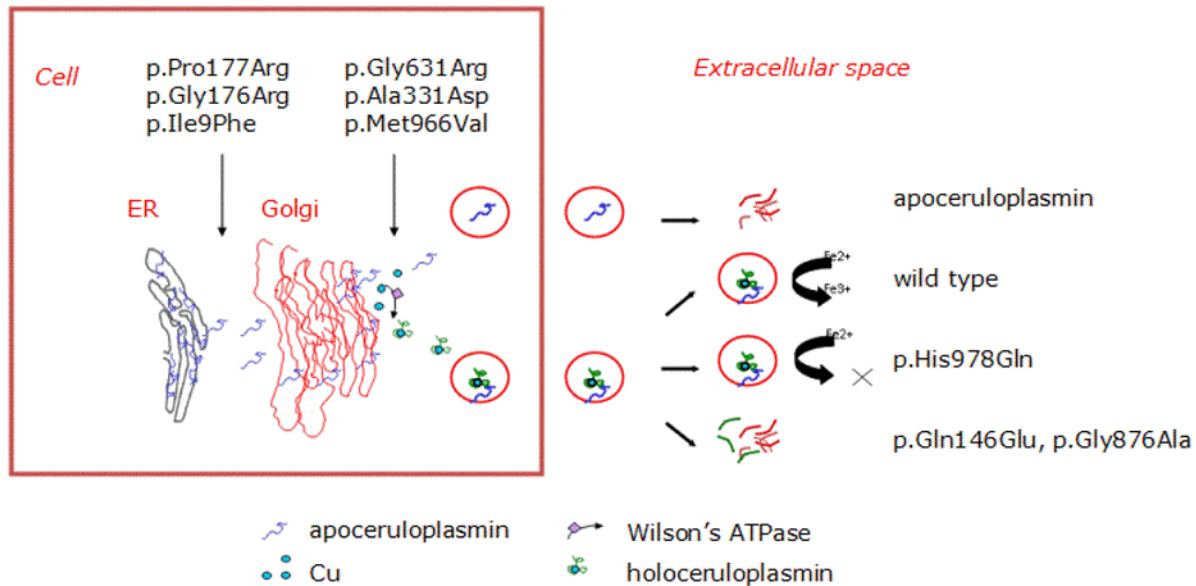 Cell
p.Pro177Arg
p.Gly176Arg
p.Ile9Phe
p.Gly631Arg
p.Ala331Asp
p.Met966Val
Extracellular space
ER
Golgi
apoceruloplasmin
Fe2+
Fe3+
wild type
Fe2+
p.His978Gln
p.Gln146Glu, p.Gly876Ala
apoceruloplasmin
Wilson's ATPase
Cu
holoceruloplasmin